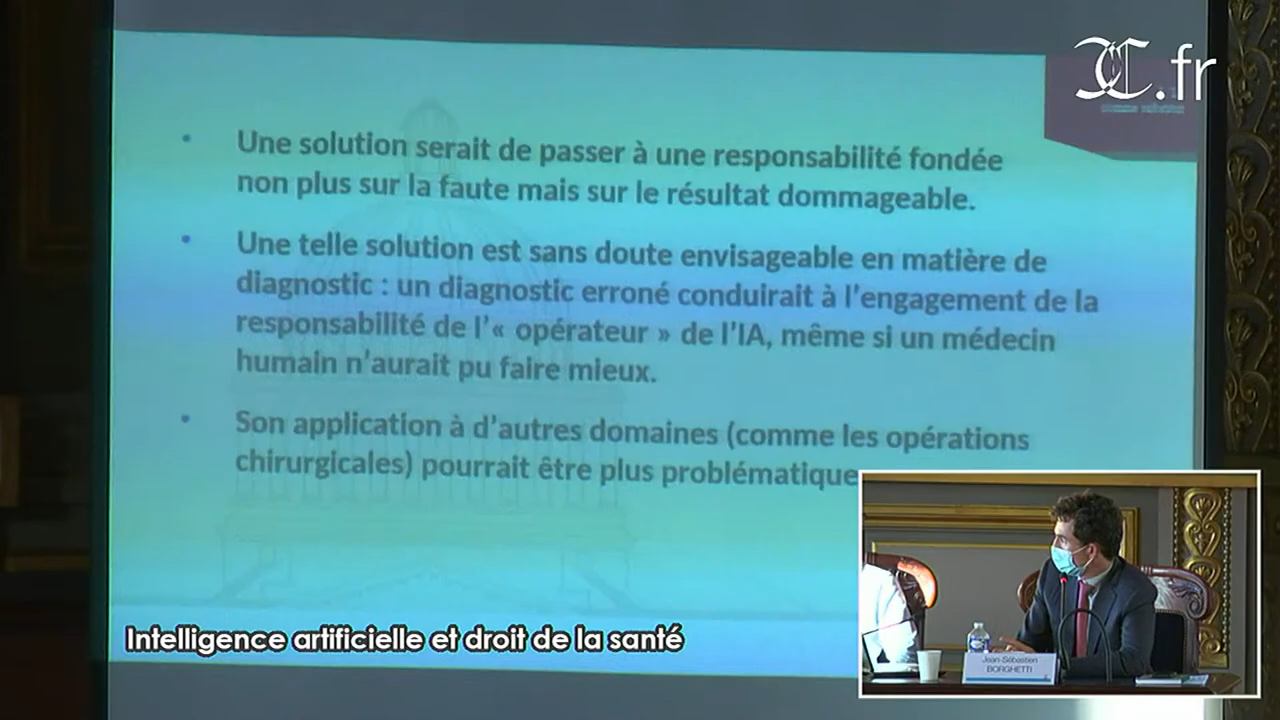 CC.fr
• Une solution serait de passer à une responsabilité fondée
non plus sur la faute mais sur le résultat dommageable.
• Une telle solution est sans doute envisageable en matière de
diagnostic : un diagnostic erroné conduirait à l'engagement de la
responsabilité de l'« opérateur » de l'IA, même si un médecin
humain n'aurait pu faire mieux.
• Son application à d'autres domaines (comme les opérations
chirurgicales) pourrait être plus problématique
Intelligence artificielle et droit de la santé
Jean-Sébastien
BORGHETTI